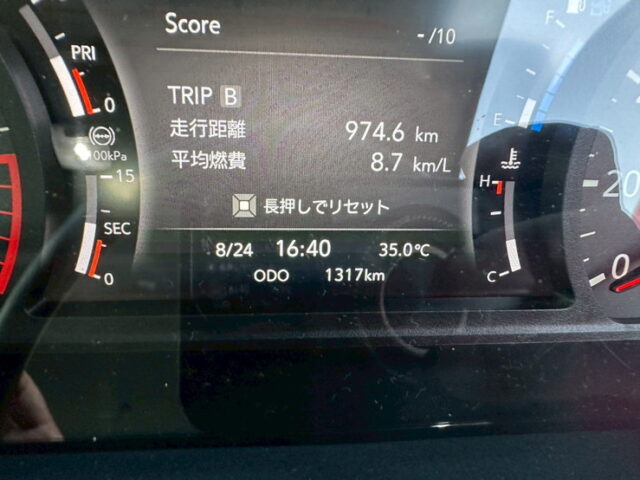 Score -/10
PRI
0
F
TRIP B
走行距離 974.6 km
平均燃費 8.7 km/L
E
×100kPa
15
SEC
0
長押しでリセット
H
C
20
0
8/24 16:40 35.0℃
ODO 1317km